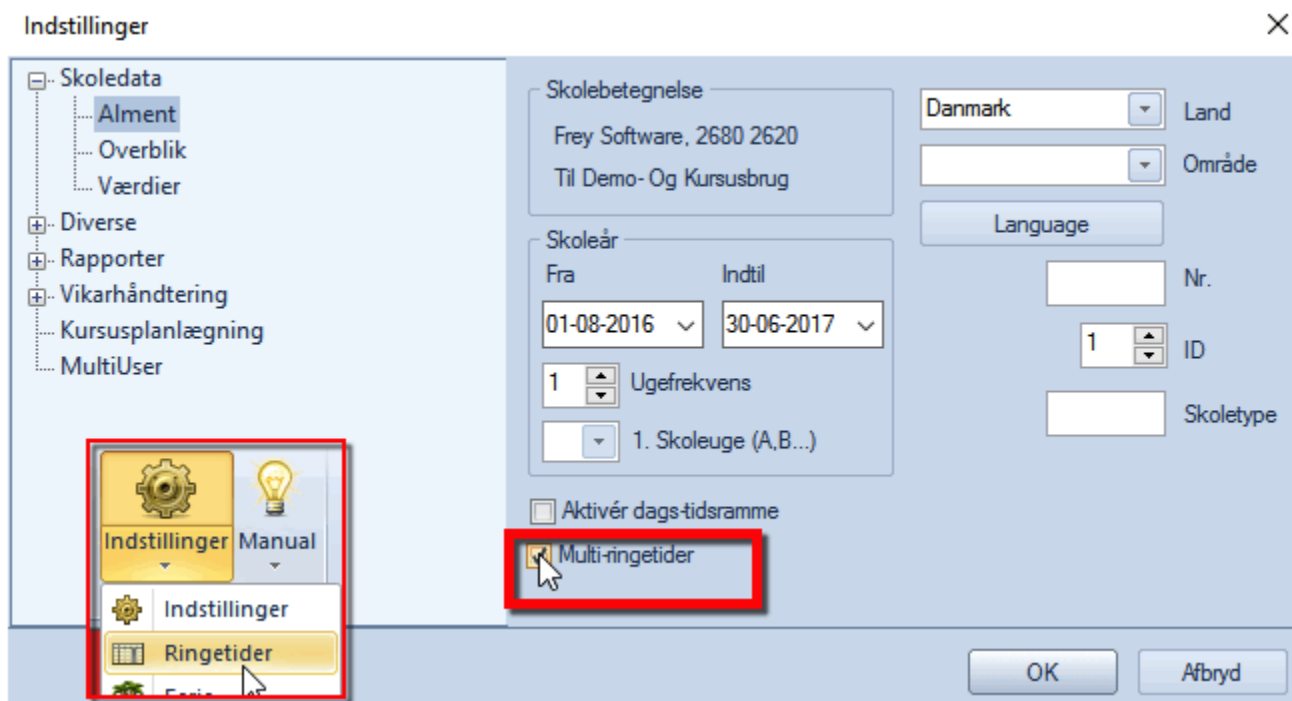 Indstillinger
Skoledata
Alment
Overblik
Værdier
Diverse
Rapporter
Vikarhåndtering
Kursusplanlægning
MultiUser
Indstillinger Manual
Indstillinger
Ringetider
Skolebetegnelse
Frey Software, 2680 2620
Til Demo- Og Kursusbrug
Skoleår
Fra Indtil
01-08-2016 30-06-2017
1 Ugefrekvens
1. Skoleuge (A,B...)
Aktivér dags-tidsramme
Multi-ringetider
Danmark Land
Område
Language
Nr.
1 ID
Skoletype
OK Afbryd